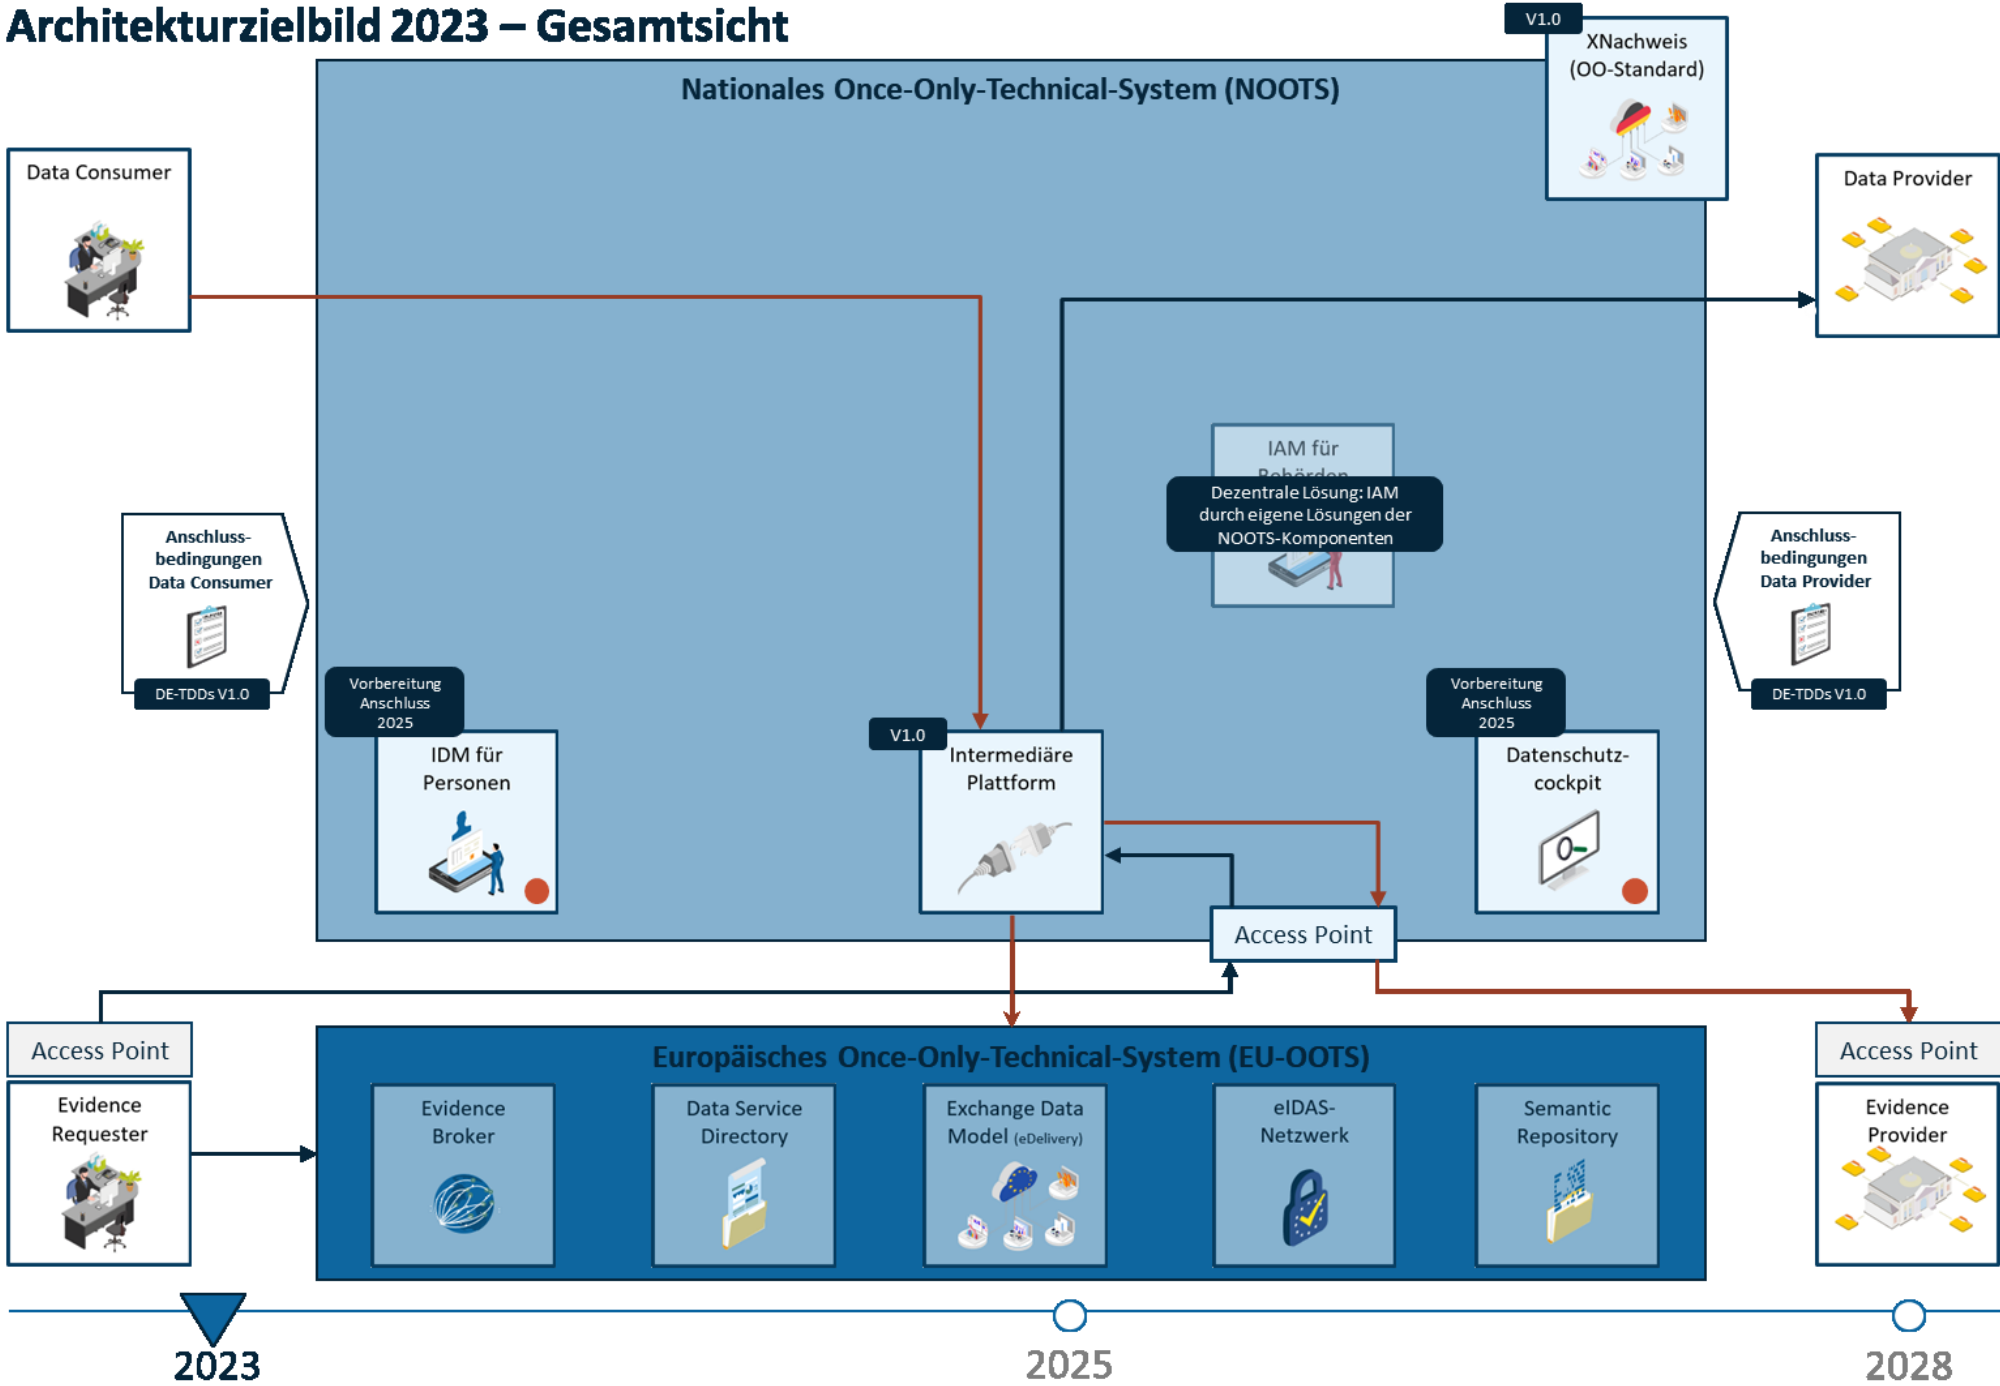 Architekturzielbild 2023 – Gesamtsicht
V1.0
XNachweis
(OO-Standard)
Nationales Once-Only-Technical-System (NOOTS)
Data Consumer
Data Provider
IAM für
Behörden
Dezentrale Lösung: IAM
durch eigene Lösungen der
NOOTS-Komponenten
Anschluss-
bedingungen
Data Consumer
DE-TDDs V1.0
Anschluss-
bedingungen
Data Provider
DE-TDDs V1.0
Vorbereitung
Anschluss
2025
IDM für
Personen
V1.0
Intermediäre
Plattform
Vorbereitung
Anschluss
2025
Datenschutz-
cockpit
Access Point
Access Point
Evidence
Requester
Europäisches Once-Only-Technical-System (EU-OOTS)
Evidence
Broker
Data Service
Directory
Exchange Data
Model (eDelivery)
eIDAS-
Netzwerk
Semantic
Repository
Access Point
Evidence
Provider
2023
2025
2028